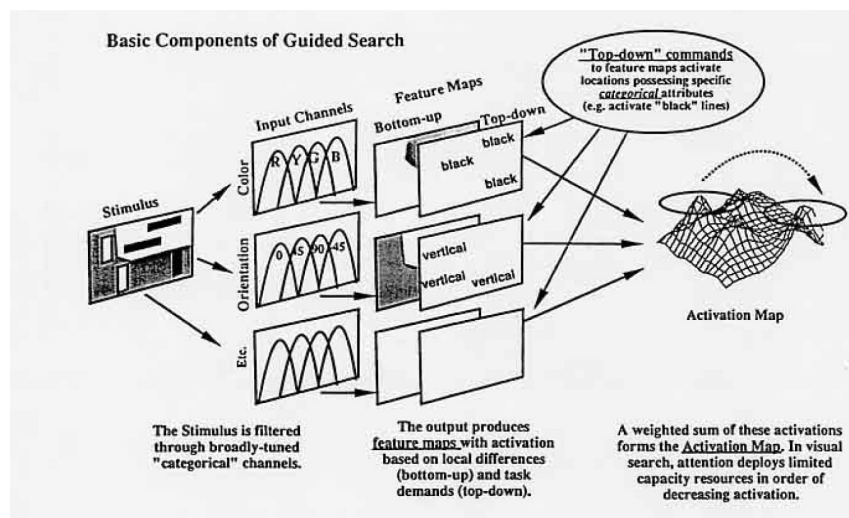 Basic Components of Guided Search
"Top-down" commands
to feature maps activate
locations possessing specific
categorical attributes
(e.g. activate "black" lines)
Feature Maps
Input Channels
Bottom-up
Top-down
Stimulus
Color
R Y G B
black
black
black
Orientation
0 45 90 -45
vertical
vertical
vertical
Etc.
Activation Map
The Stimulus is filtered
through broadly-tuned
"categorical" channels.
The output produces
feature maps with activation
based on local differences
(bottom-up) and task
demands (top-down).
A weighted sum of these activations
forms the Activation Map. In visual
search, attention deploys limited
capacity resources in order of
decreasing activation.